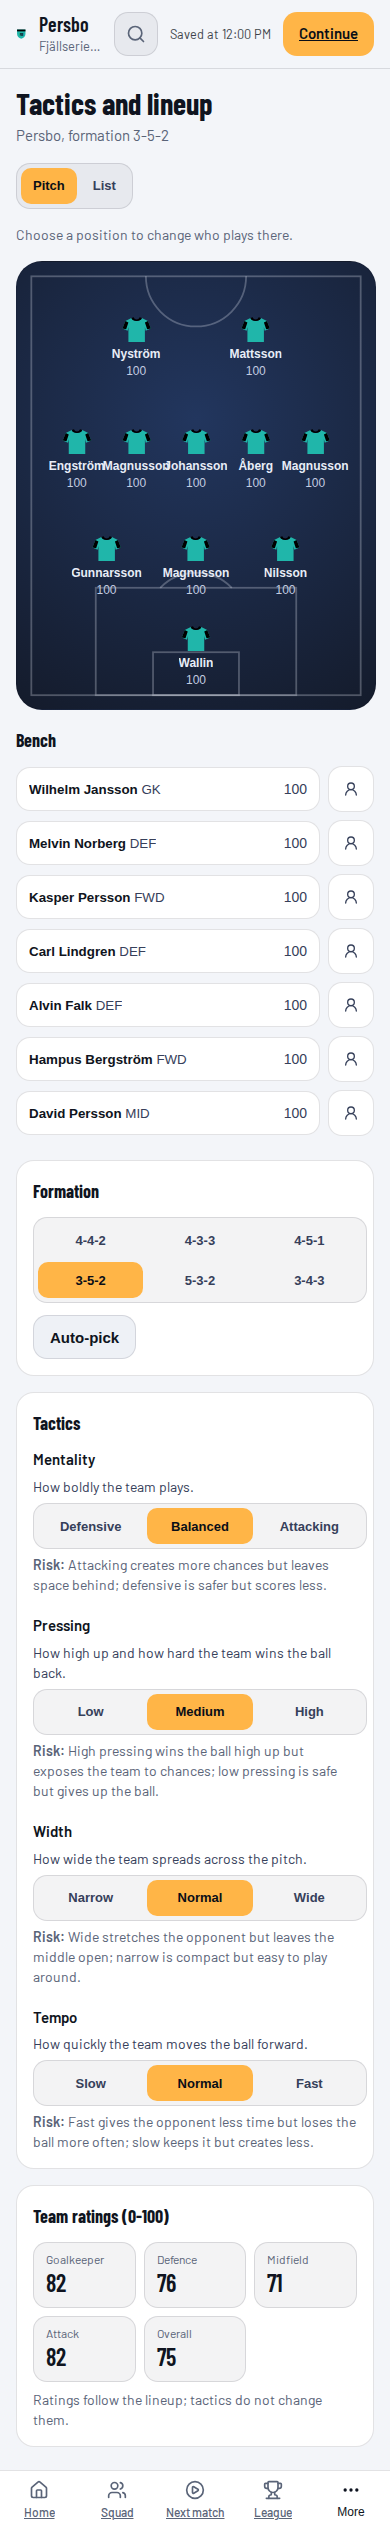 Persbo
Fjällserie...
Saved at 12:00 PM
Continue
Tactics and lineup
Persbo, formation 3-5-2
Pitch
List
Choose a position to change who plays there.
Nyström
100
Mattsson
100
Engström
100
Magnusson
100
Johansson
100
Åberg
100
Magnusson
100
Gunnarsson
100
Magnusson
100
Nilsson
100
Wallin
100
Bench
Wilhelm Jansson GK 100
Melvin Norberg DEF 100
Kasper Persson FWD 100
Carl Lindgren DEF 100
Alvin Falk DEF 100
Hampus Bergström FWD 100
David Persson MID 100
Formation
4-4-2 4-3-3 4-5-1
3-5-2 5-3-2 3-4-3
Auto-pick
Tactics
Mentality
How boldly the team plays.
Defensive Balanced Attacking
Risk: Attacking creates more chances but leaves
space behind; defensive is safer but scores less.
Pressing
How high up and how hard the team wins the ball
back.
Low Medium High
Risk: High pressing wins the ball high up but
exposes the team to chances; low pressing is safe
but gives up the ball.
Width
How wide the team spreads across the pitch.
Narrow Normal Wide
Risk: Wide stretches the opponent but leaves the
middle open; narrow is compact but easy to play
around.
Tempo
How quickly the team moves the ball forward.
Slow Normal Fast
Risk: Fast gives the opponent less time but loses the
ball more often; slow keeps it but creates less.
Team ratings (0-100)
Goalkeeper
82
Defence
76
Midfield
71
Attack
82
Overall
75
Ratings follow the lineup; tactics do not change
them.
Home
Squad
Next match
League
More